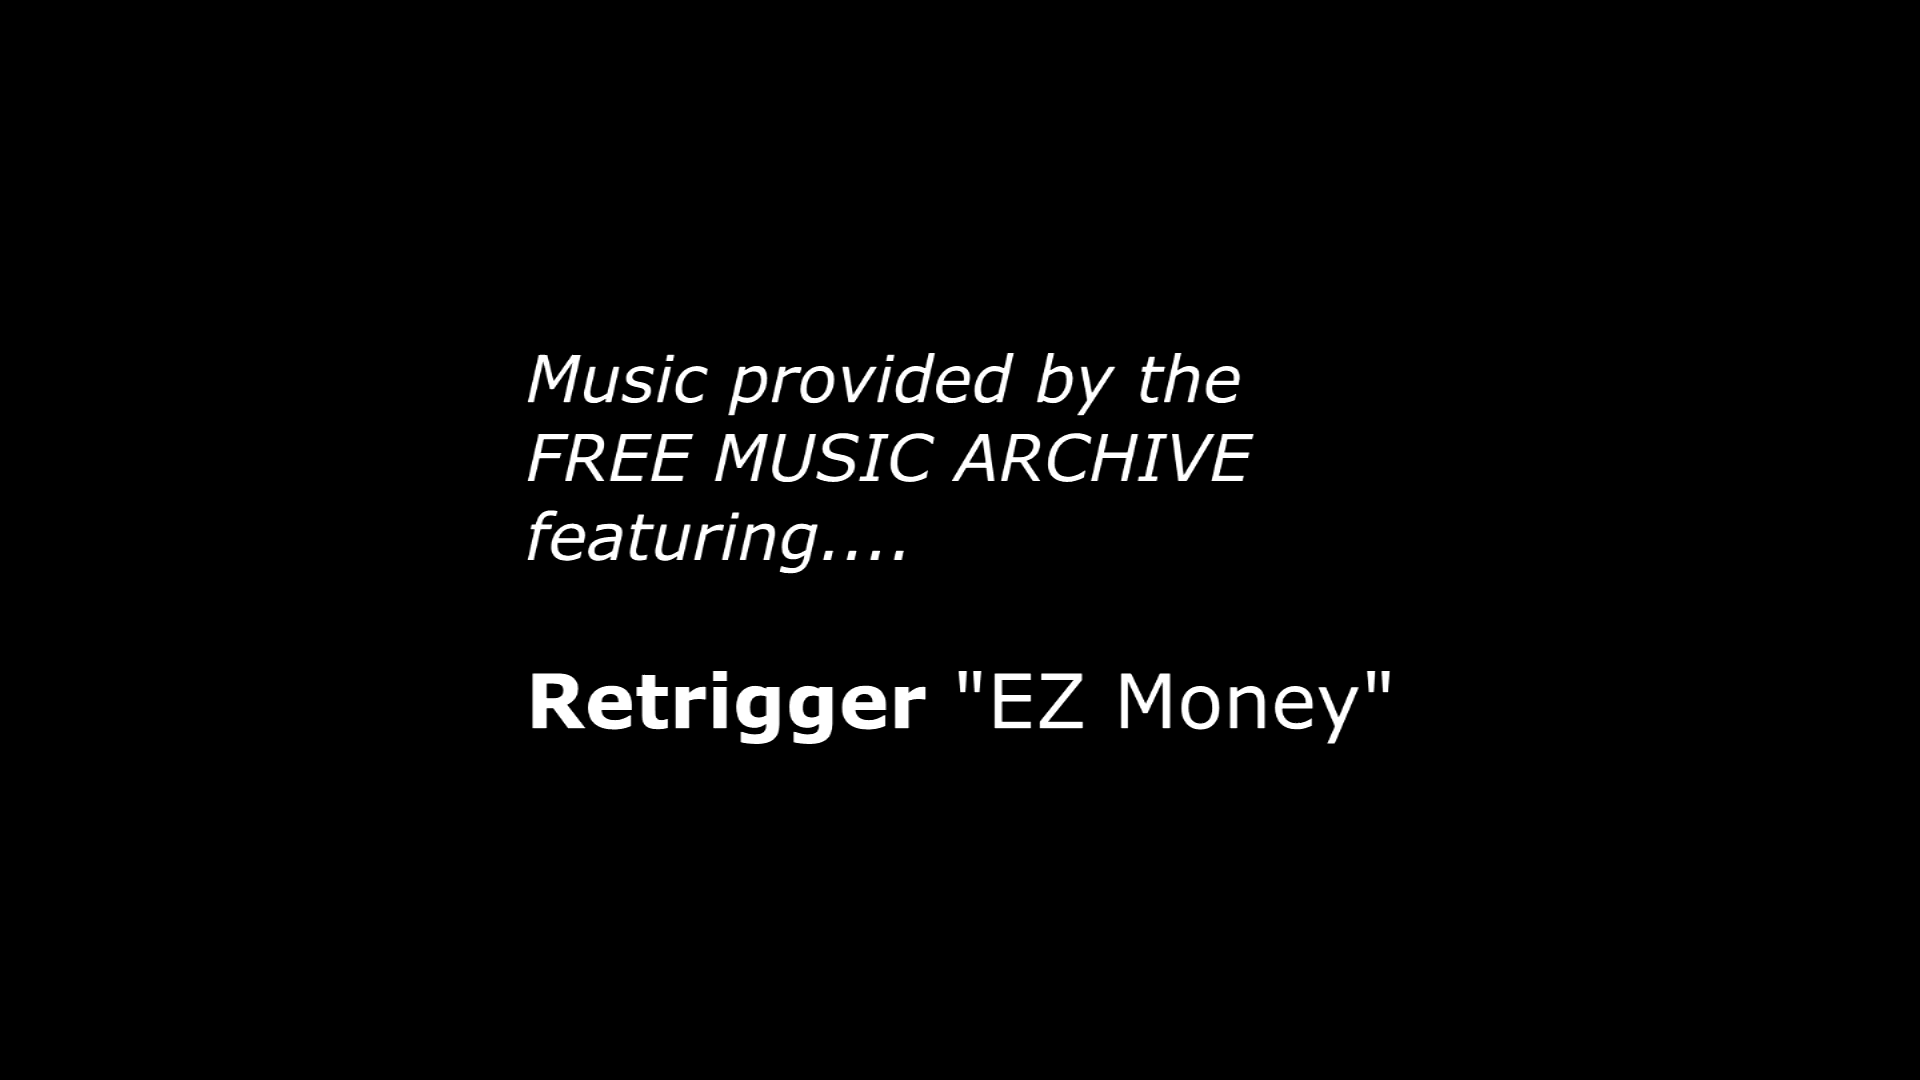 Music provided by the
FREE MUSIC ARCHIVE
featuring....
Retrigger "EZ Money"